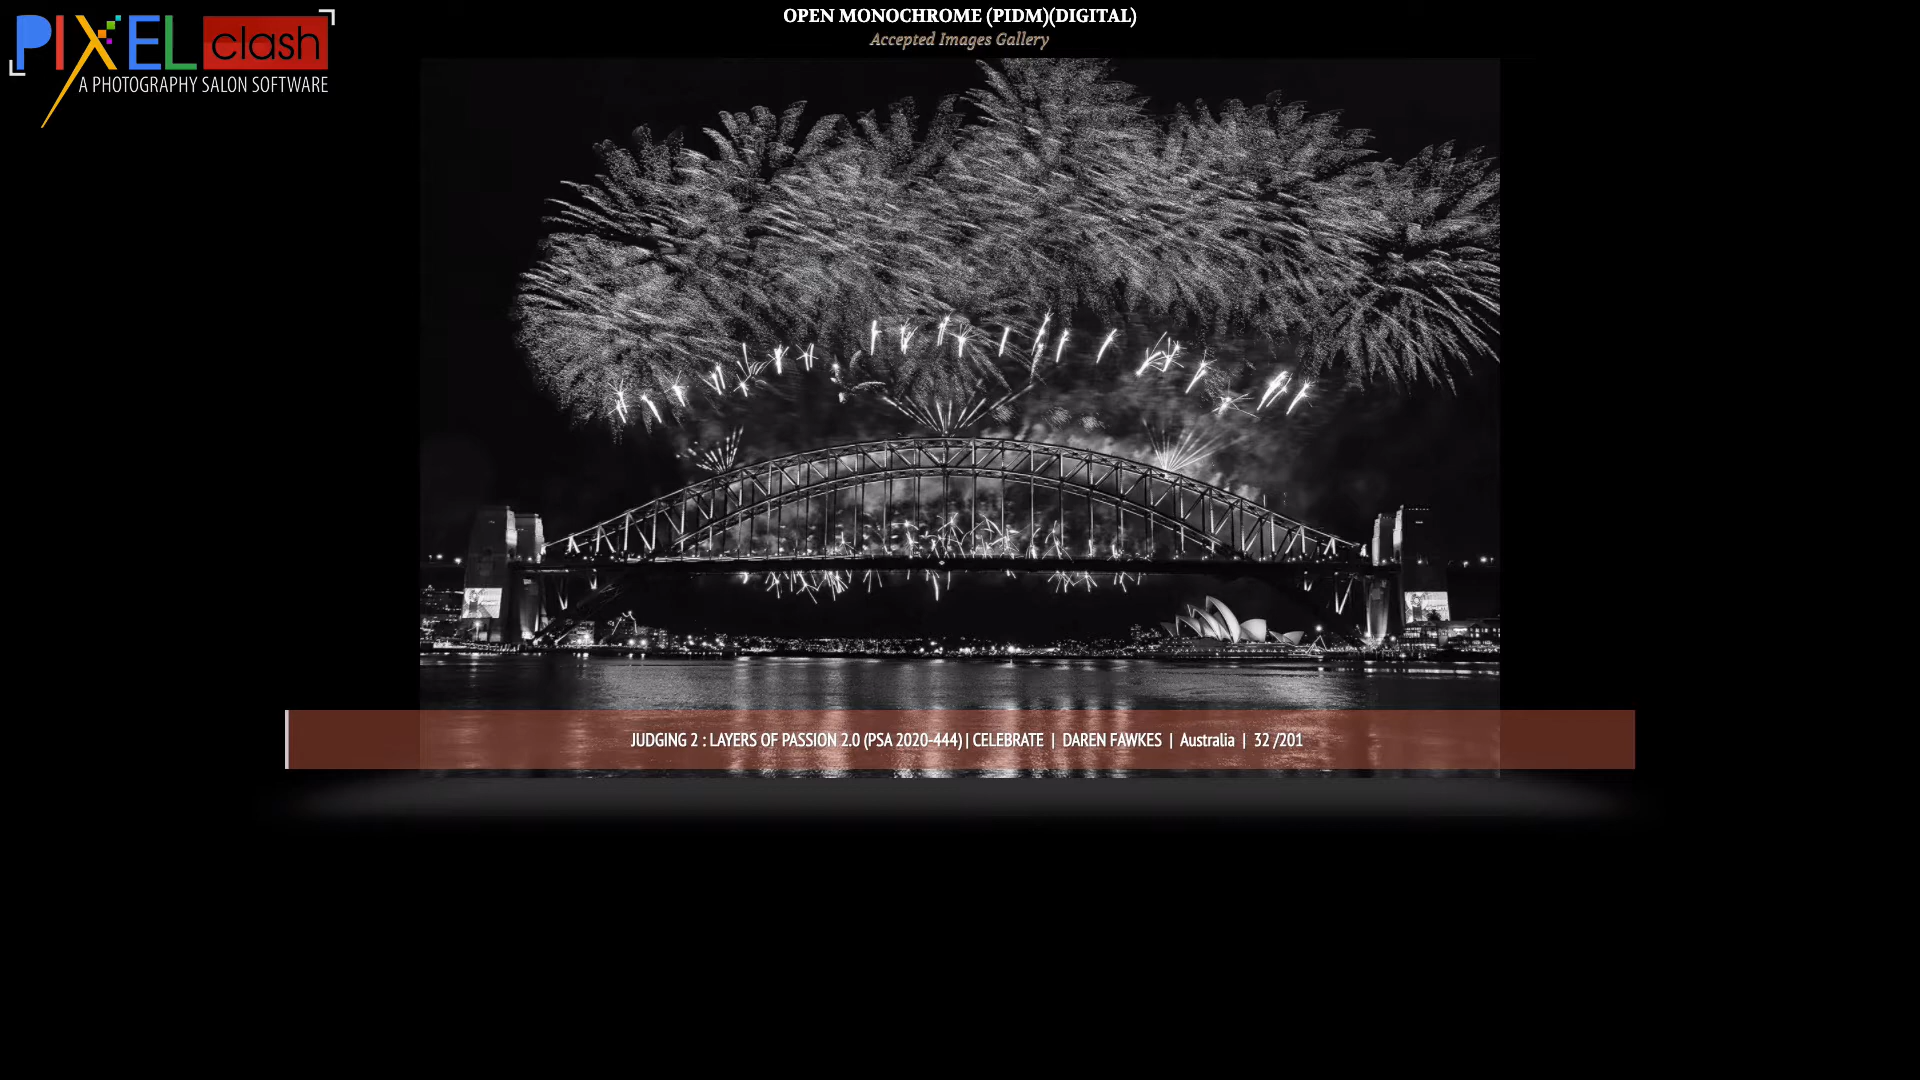 PIXEL clash
A PHOTOGRAPHY SALON SOFTWARE
OPEN MONOCHROME (PIDM)(DIGITAL)
Accepted Images Gallery
JUDGING 2 : LAYERS OF PASSION 2.0 (PSA 2020-444) | CELEBRATE | DAREN FAWKES | Australia | 32 /201